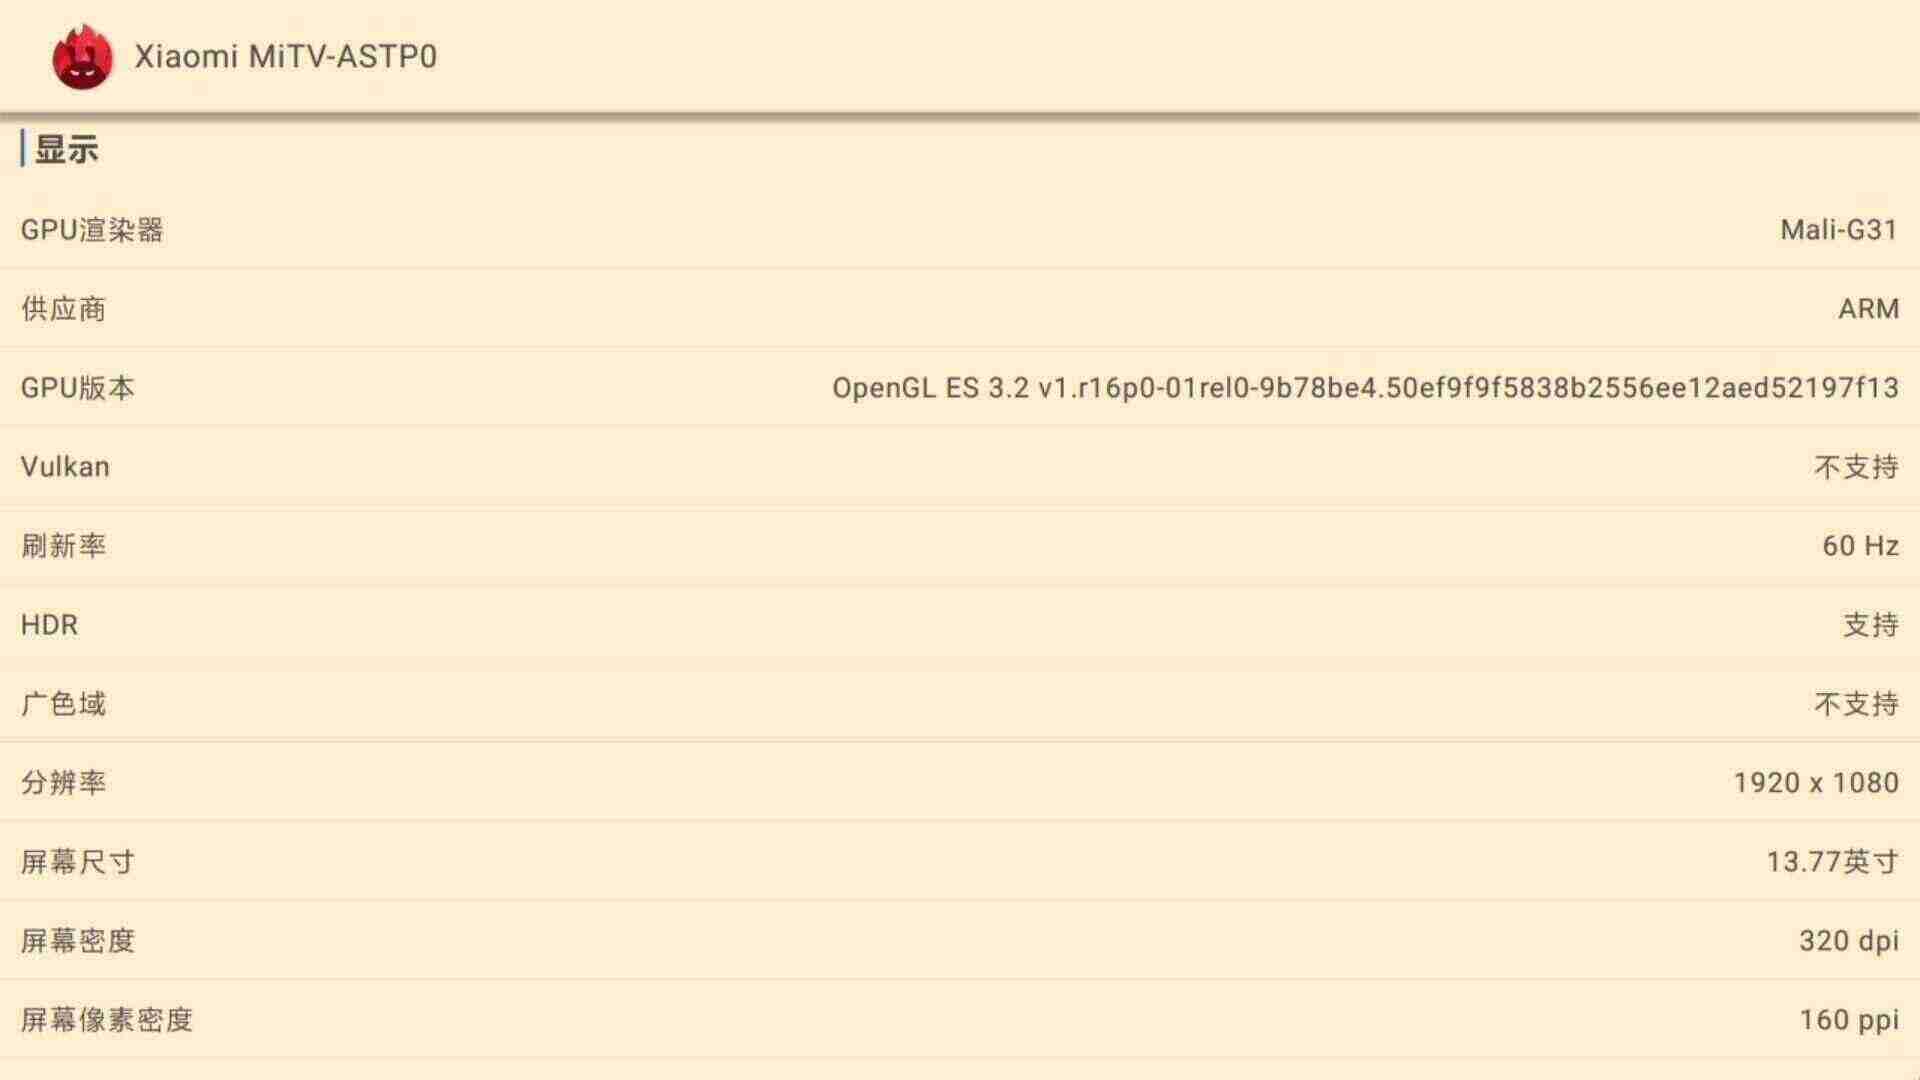 Xiaomi MiTV-ASTP0
显示
GPU渲染器 Mali-G31
供应商 ARM
GPU版本 OpenGL ES 3.2 v1.r16p0-01rel0-9b78be4.50ef9f9f5838b2556ee12aed52197f13
Vulkan 不支持
刷新率 60 Hz
HDR 支持
广色域 不支持
分辨率 1920 x 1080
屏幕尺寸 13.77英寸
屏幕密度 320 dpi
屏幕像素密度 160 ppi